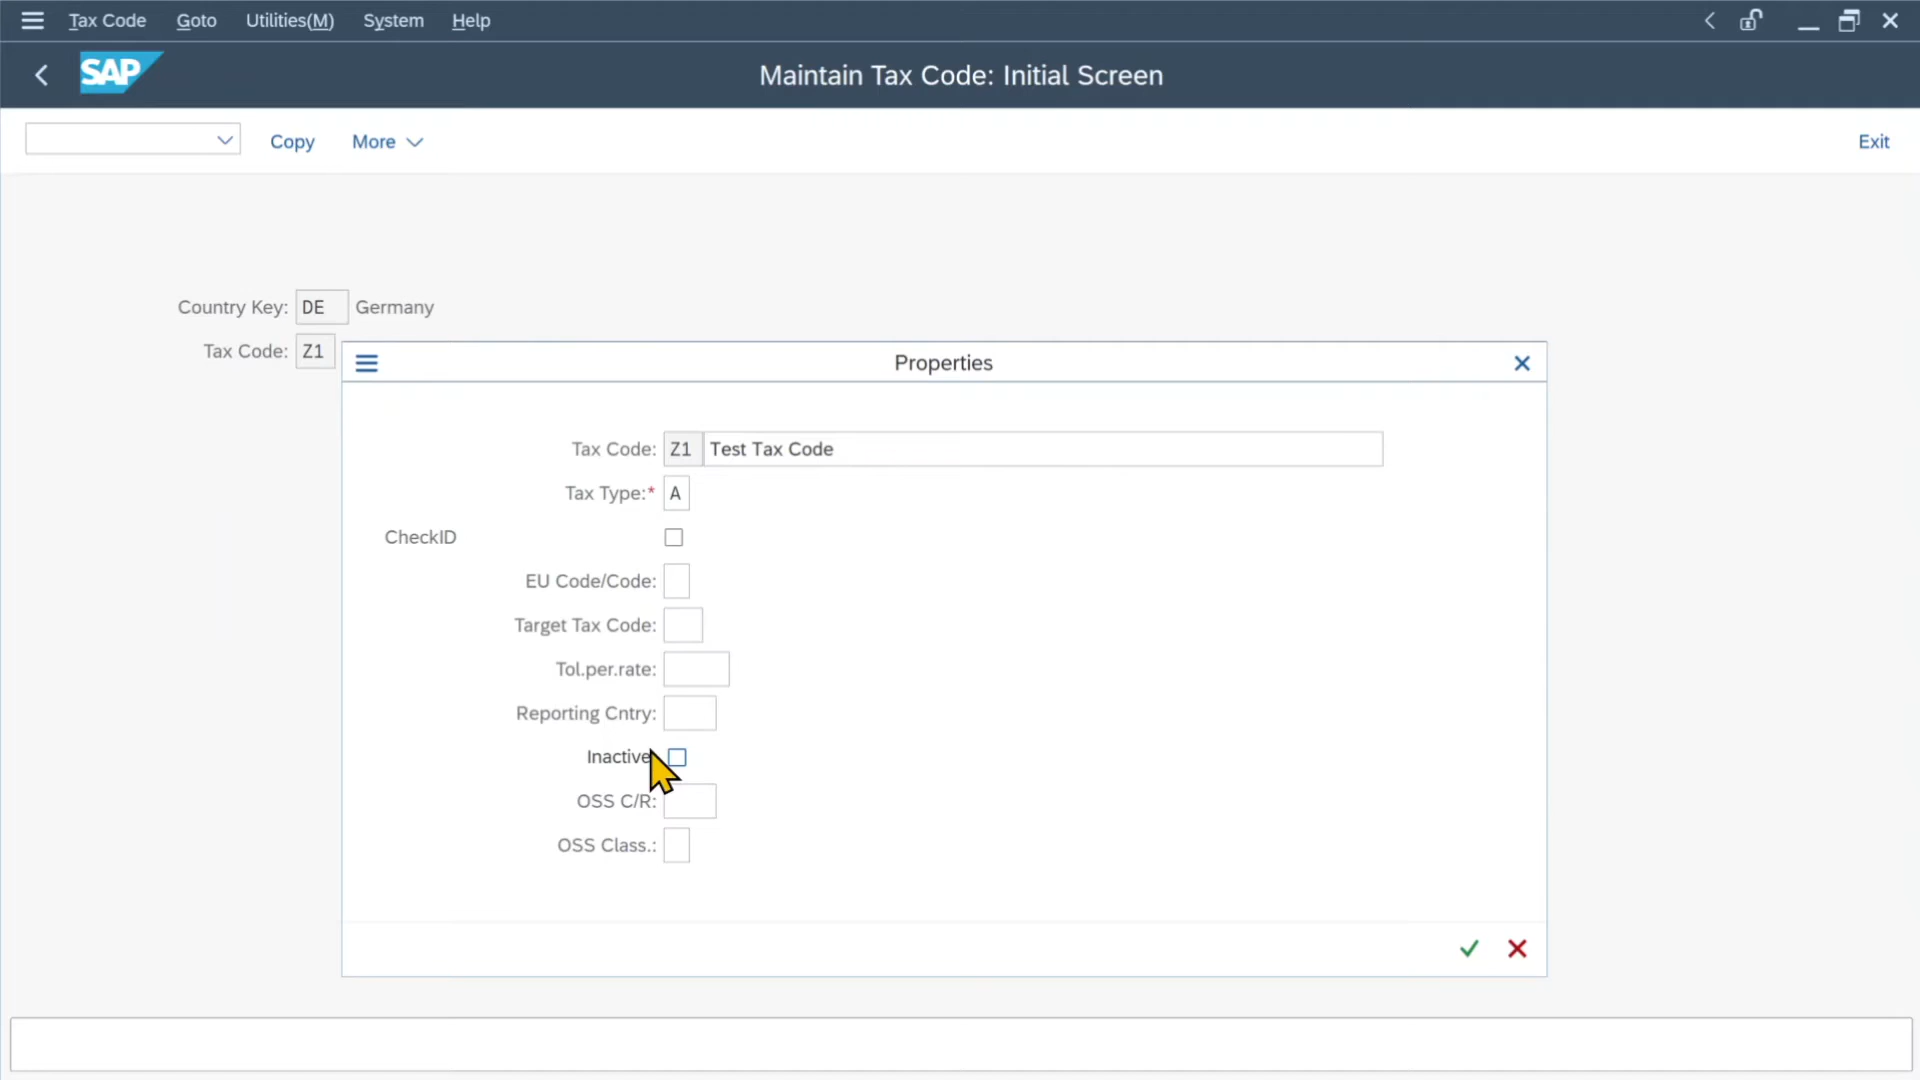 Tax Code Goto Utilities(M) System Help
SAP Maintain Tax Code: Initial Screen
Copy More Exit
Country Key: DE Germany
Tax Code: Z1
Properties
Tax Code: Z1 Test Tax Code
Tax Type:* A
CheckID
EU Code/Code:
Target Tax Code:
Tol.per.rate:
Reporting Cntry:
Inactive
OSS C/R:
OSS Class.: